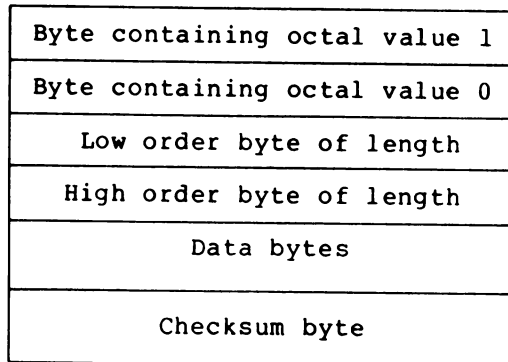 Byte containing octal value 1
Byte containing octal value 0
Low order byte of length
High order byte of length
Data bytes
Checksum byte